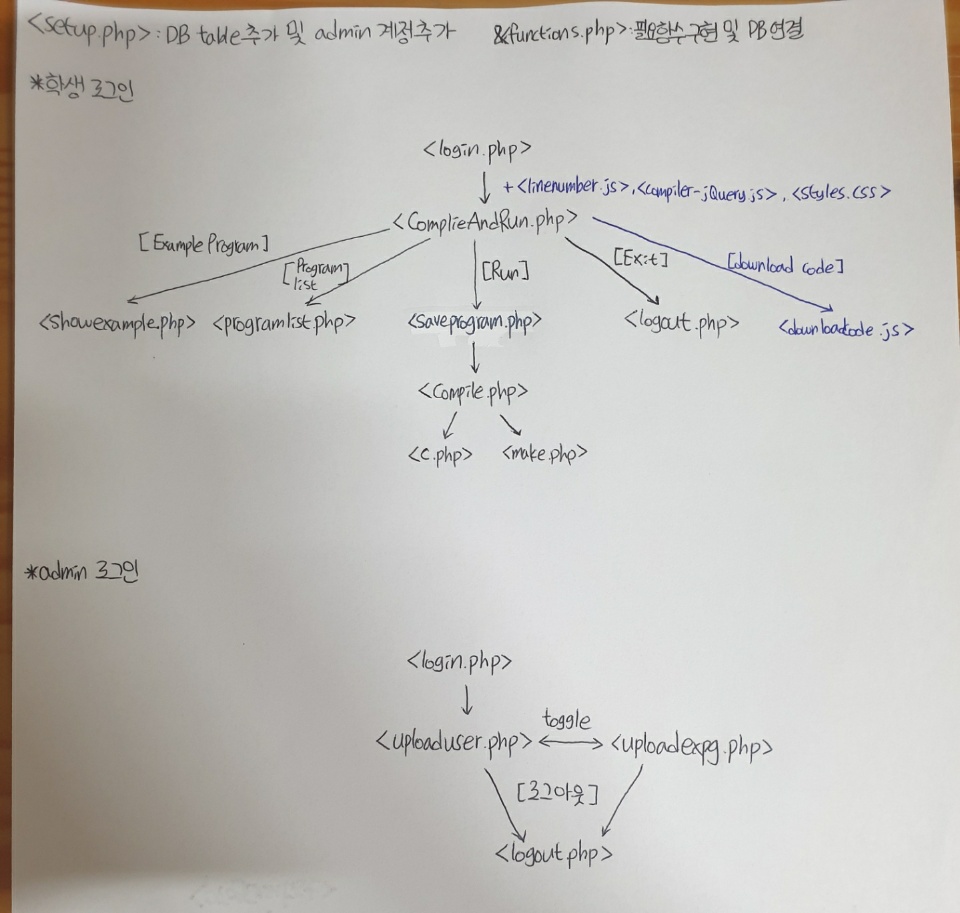 <setup.php>: DB table추가 및 admin 계정추가 &functions.php>:필요함수구현 및 DB연결
*학생 로그인
<login.php>
+<linenumber.js>,<compiler-jQuery.js>, <styles.css>
<ComplieAndRun.php>
[Example Program]
[Program list]
[Run]
[Exit]
[download code]
<showexample.php> <programlist.php> <saveprogram.php> <logout.php> <downloadcode.js>
<Compile.php>
<c.php> <make.php>
*admin 로그인
<login.php>
toggle
<uploaduser.php> <uploadexpg.php>
[로그아웃]
<logout.php>